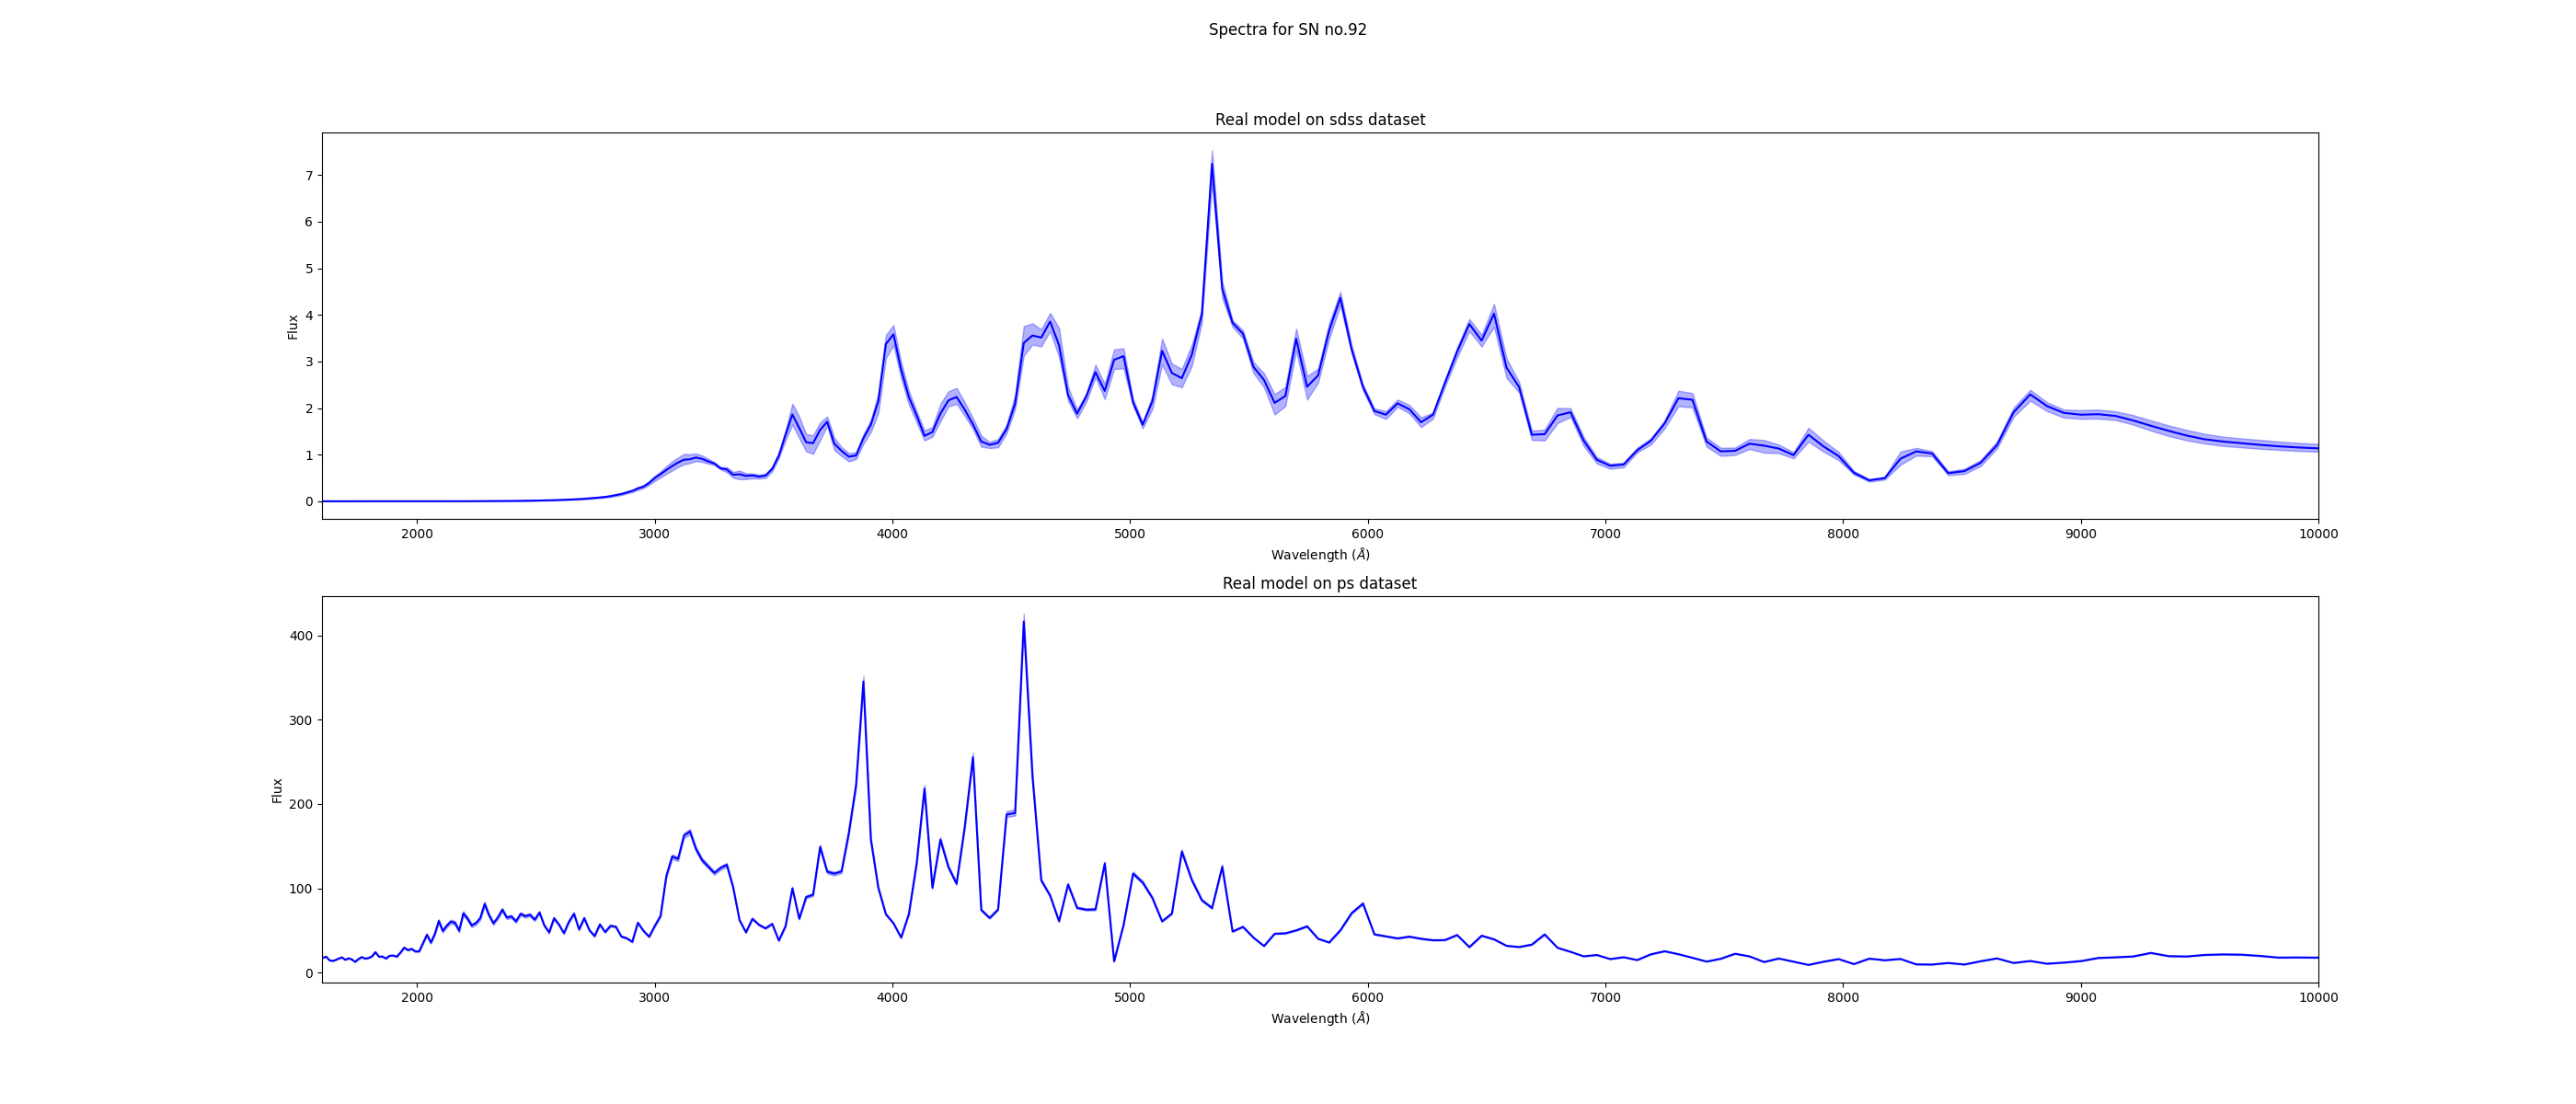 Spectra for SN no.92
Real model on sdss dataset
7
6
5
4
3
2
1
0
Flux
2000 3000 4000 5000 6000 7000 8000 9000 10000
Wavelength (Å)
Real model on ps dataset
400
300
200
100
0
Flux
2000 3000 4000 5000 6000 7000 8000 9000 10000
Wavelength (Å)